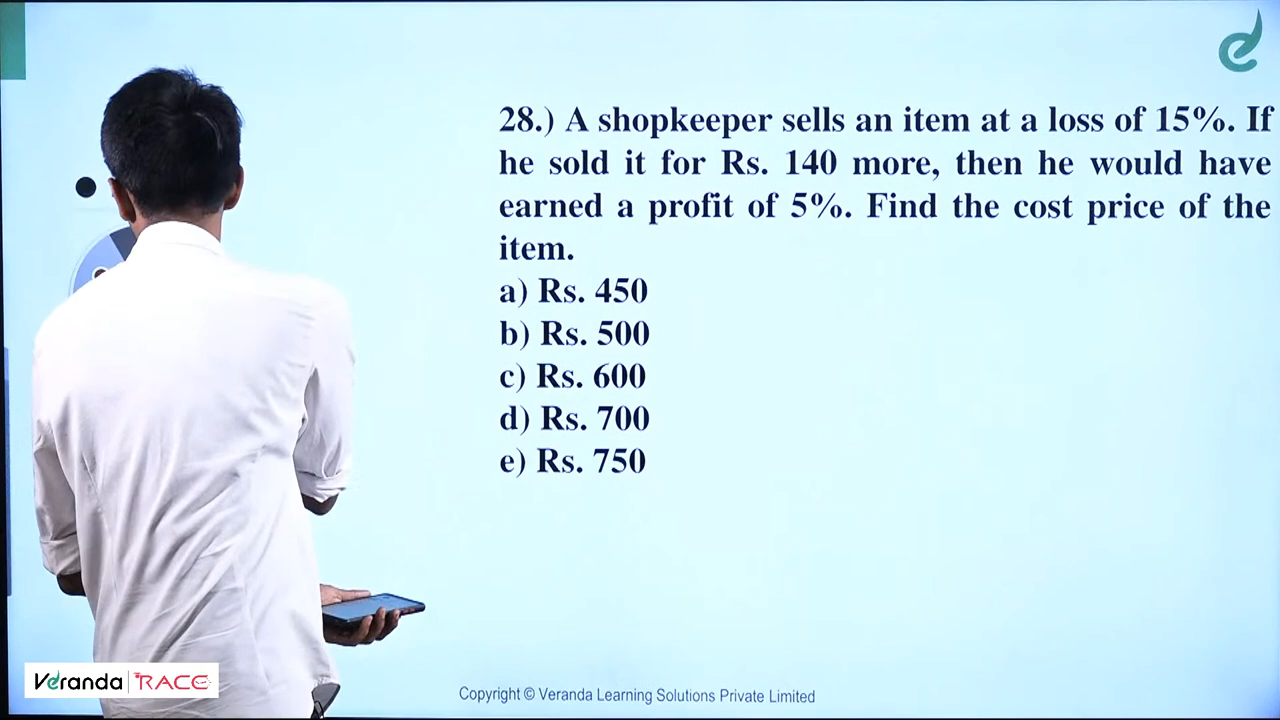 28.) A shopkeeper sells an item at a loss of 15%. If
he sold it for Rs. 140 more, then he would have
earned a profit of 5%. Find the cost price of the
item.
a) Rs. 450
b) Rs. 500
c) Rs. 600
d) Rs. 700
e) Rs. 750
Veranda RACE
Copyright © Veranda Learning Solutions Private Limited